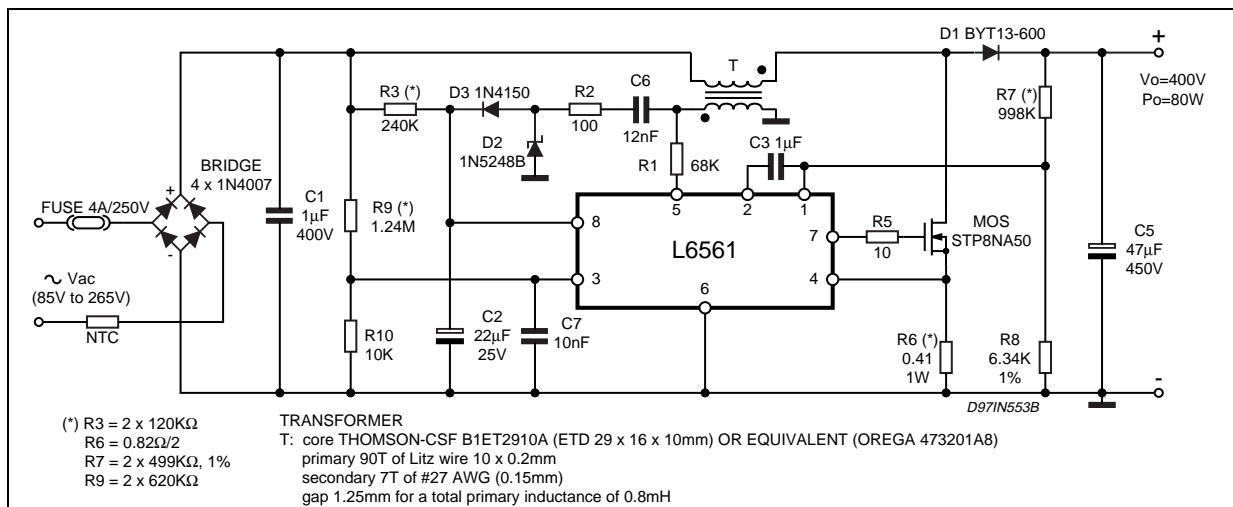 D1 BYT13-600
+
Vo=400V
Po=80W
T
C6
12nF
R3 (*)
240K
D3 1N4150
R2
100
R7 (*)
998K
D2
1N5248B
C3 1µF
R1
68K
BRIDGE
4 x 1N4007
+
-
FUSE 4A/250V
C1
1µF
400V
R9 (*)
1.24M
5
2
1
8
7
3
4
6
L6561
R5
10
MOS
STP8NA50
C5
47µF
450V
Vac
(85V to 265V)
NTC
R10
10K
C2
22µF
25V
C7
10nF
R6 (*)
0.41
1W
R8
6.34K
1%
-
D97IN553B
(*) R3 = 2 x 120KΩ
R6 = 0.82Ω/2
R7 = 2 x 499KΩ, 1%
R9 = 2 x 620KΩ
TRANSFORMER
T: core THOMSON-CSF B1ET2910A (ETD 29 x 16 x 10mm) OR EQUIVALENT (OREGA 473201A8)
primary 90T of Litz wire 10 x 0.2mm
secondary 7T of #27 AWG (0.15mm)
gap 1.25mm for a total primary inductance of 0.8mH